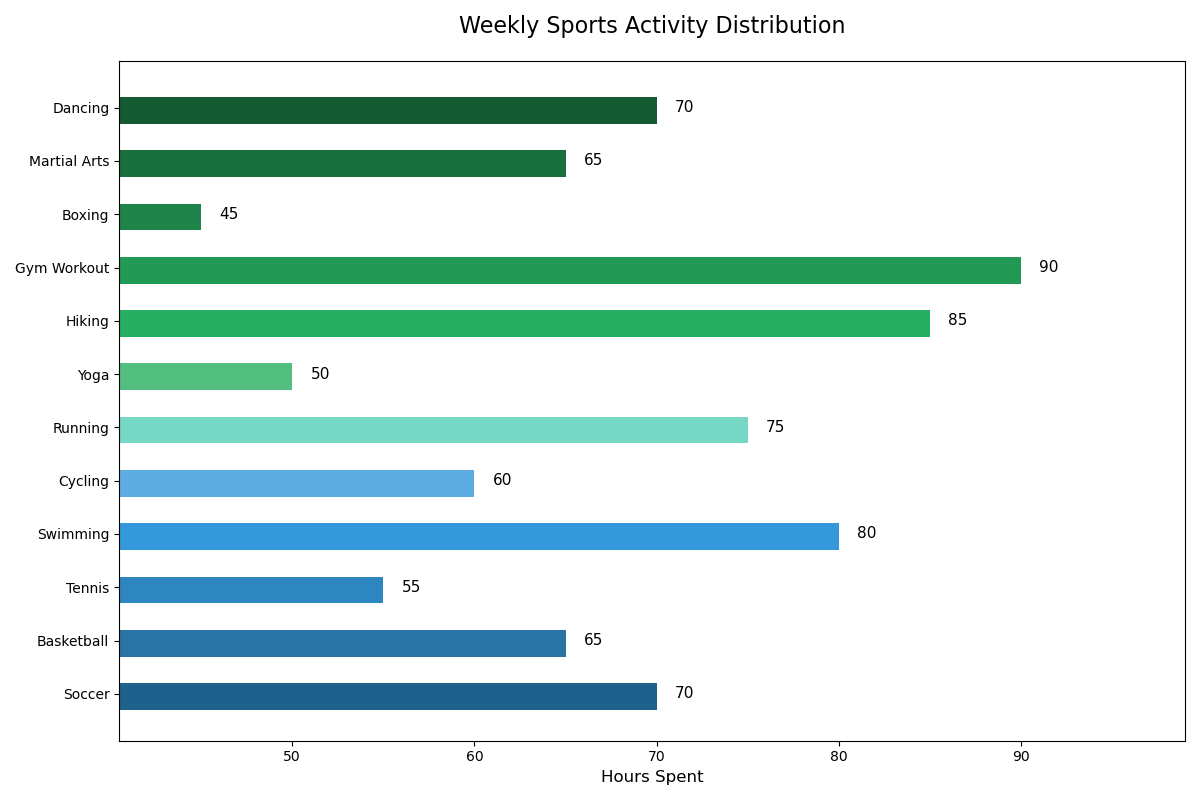 Weekly Sports Activity Distribution
Dancing 70
Martial Arts 65
Boxing 45
Gym Workout 90
Hiking 85
Yoga 50
Running 75
Cycling 60
Swimming 80
Tennis 55
Basketball 65
Soccer 70
50 60 70 80 90
Hours Spent